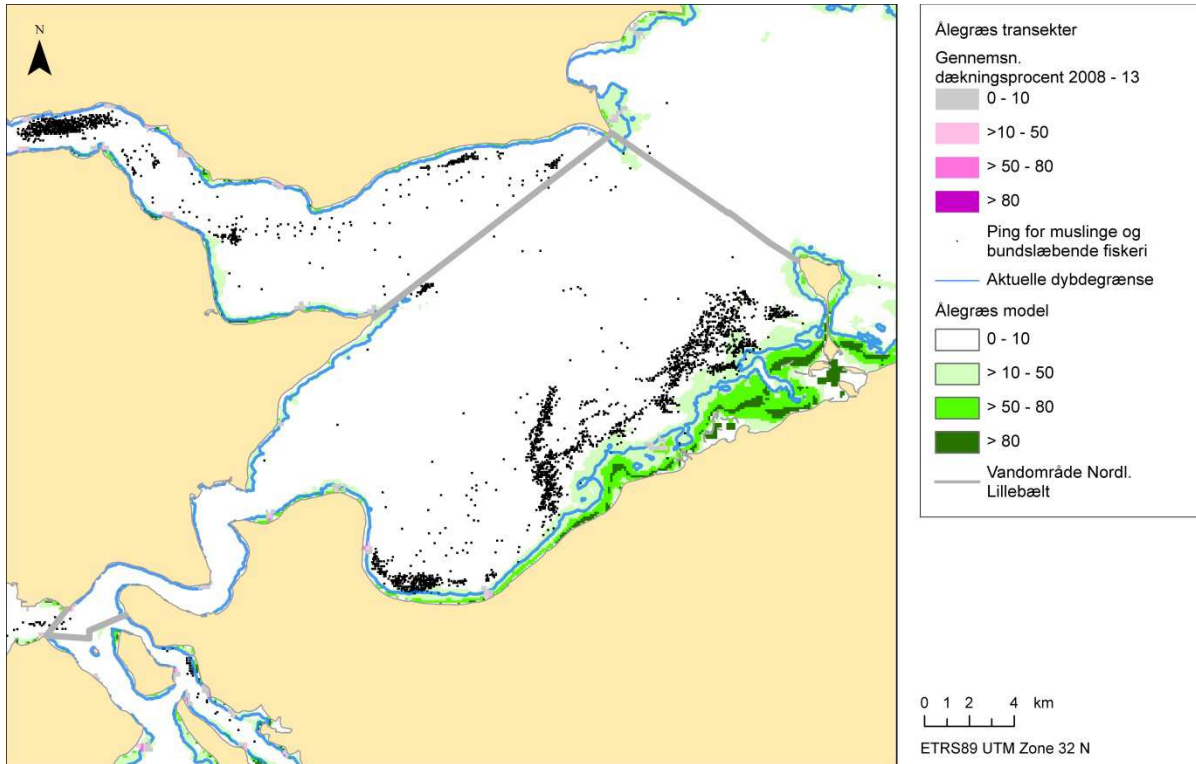 N
Ålegræs transekter
Gennemsn.
dækningsprocent 2008 - 13
0 - 10
>10 - 50
> 50 - 80
> 80
Ping for muslinge og
bundslæbende fiskeri
Aktuelle dybdegrænse
Ålegræs model
0 - 10
> 10 - 50
> 50 - 80
> 80
Vandområde Nordl.
Lillebælt
0 1 2 4 km
ETRS89 UTM Zone 32 N